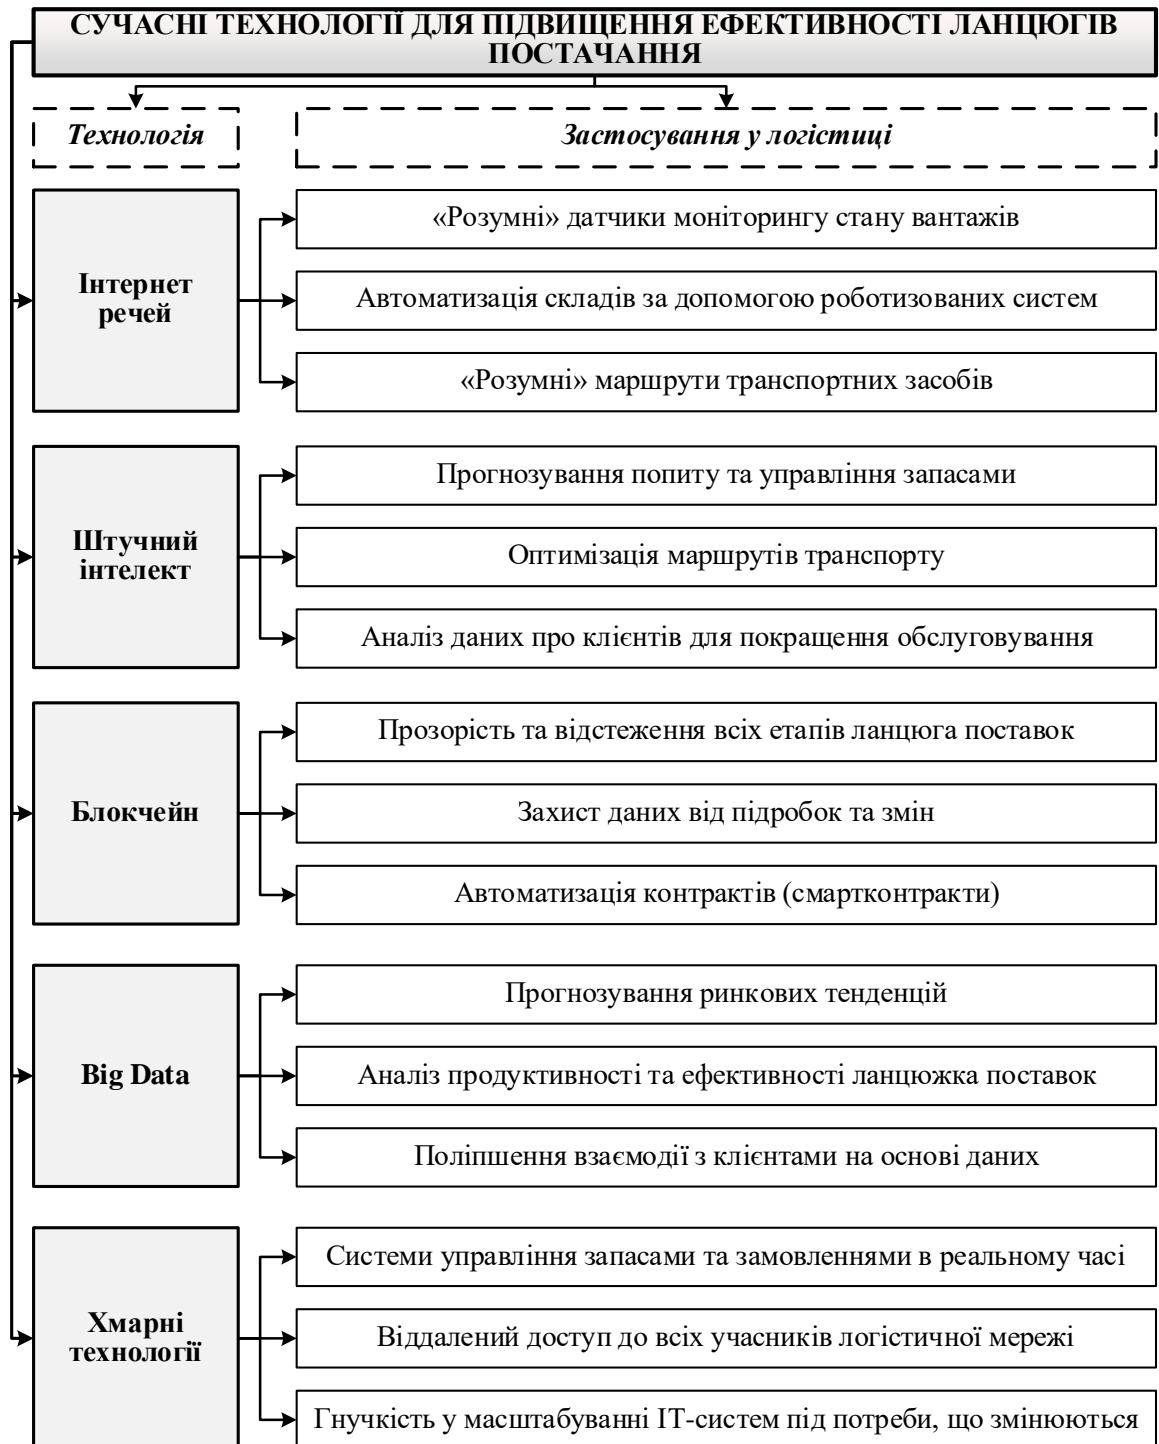 СУЧАСНІ ТЕХНОЛОГІЇ ДЛЯ ПІДВИЩЕННЯ ЕФЕКТИВНОСТІ ЛАНЦЮГІВ
ПОСТАЧАННЯ
Технологія
Застосування у логістиці
Інтернет
речей
«Розумні» датчики моніторингу стану вантажів
Автоматизація складів за допомогою роботизованих систем
«Розумні» маршрути транспортних засобів
Штучний
інтелект
Прогнозування попиту та управління запасами
Оптимізація маршрутів транспорту
Аналіз даних про клієнтів для покращення обслуговування
Блокчейн
Прозорість та відстеження всіх етапів ланцюга поставок
Захист даних від підробок та змін
Автоматизація контрактів (смартконтракти)
Big Data
Прогнозування ринкових тенденцій
Аналіз продуктивності та ефективності ланцюжка поставок
Поліпшення взаємодії з клієнтами на основі даних
Хмарні
технології
Системи управління запасами та замовленнями в реальному часі
Віддалений доступ до всіх учасників логістичної мережі
Гнучкість у масштабуванні ІТ-систем під потреби, що змінюються